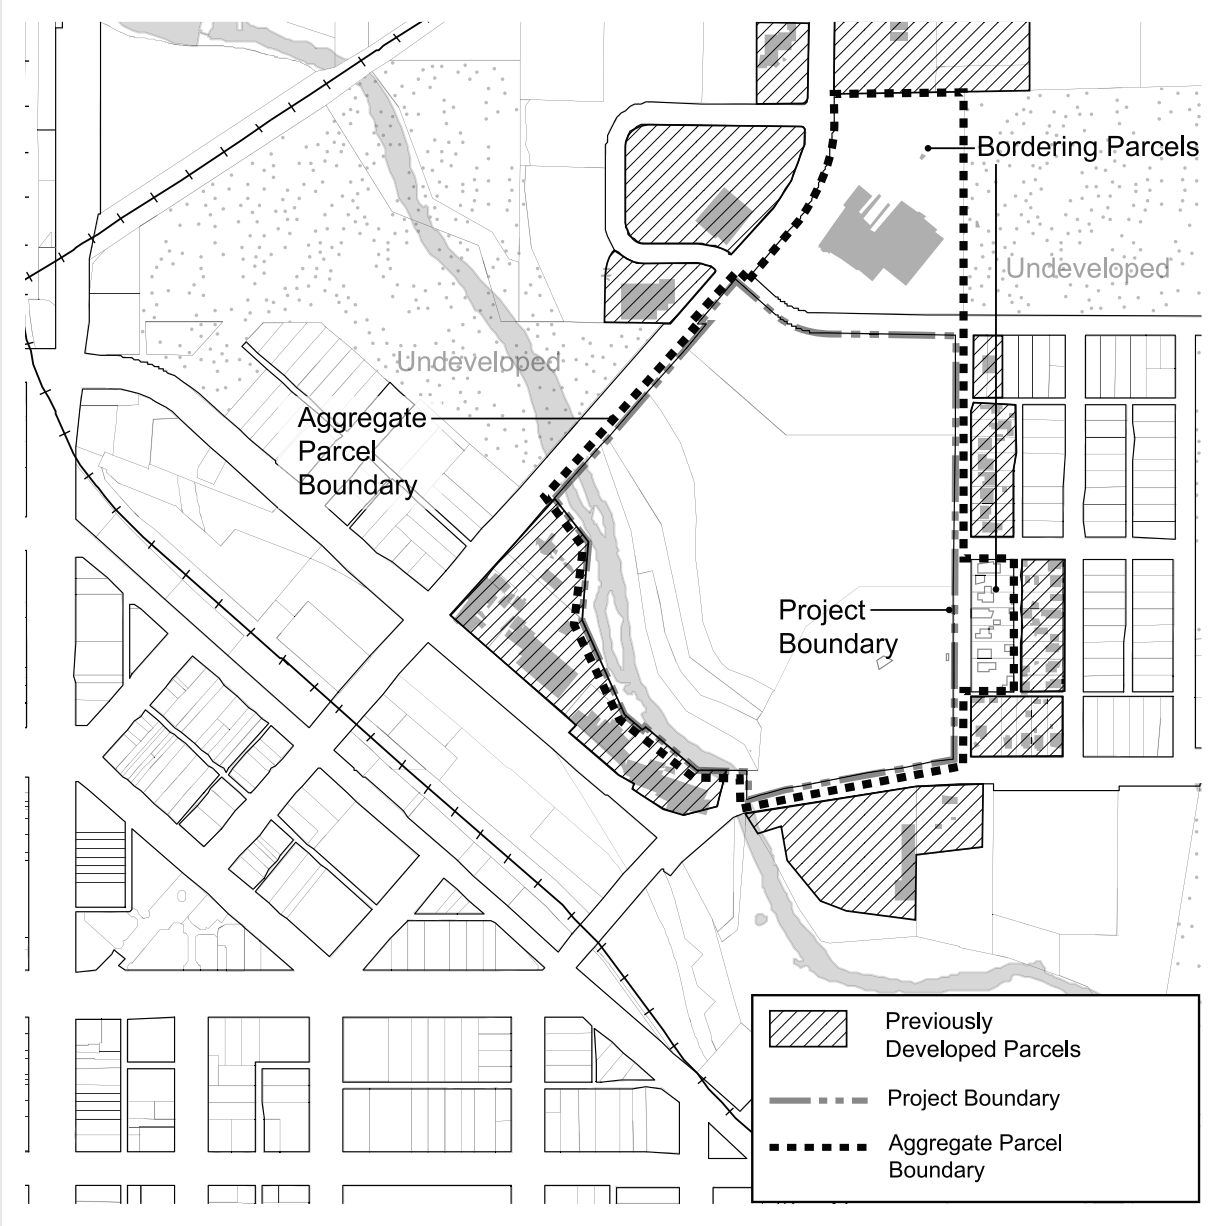 Bordering Parcels
Undeveloped
Undeveloped
Aggregate
Parcel
Boundary
Project
Boundary
Previously
Developed Parcels
Project Boundary
Aggregate Parcel
Boundary